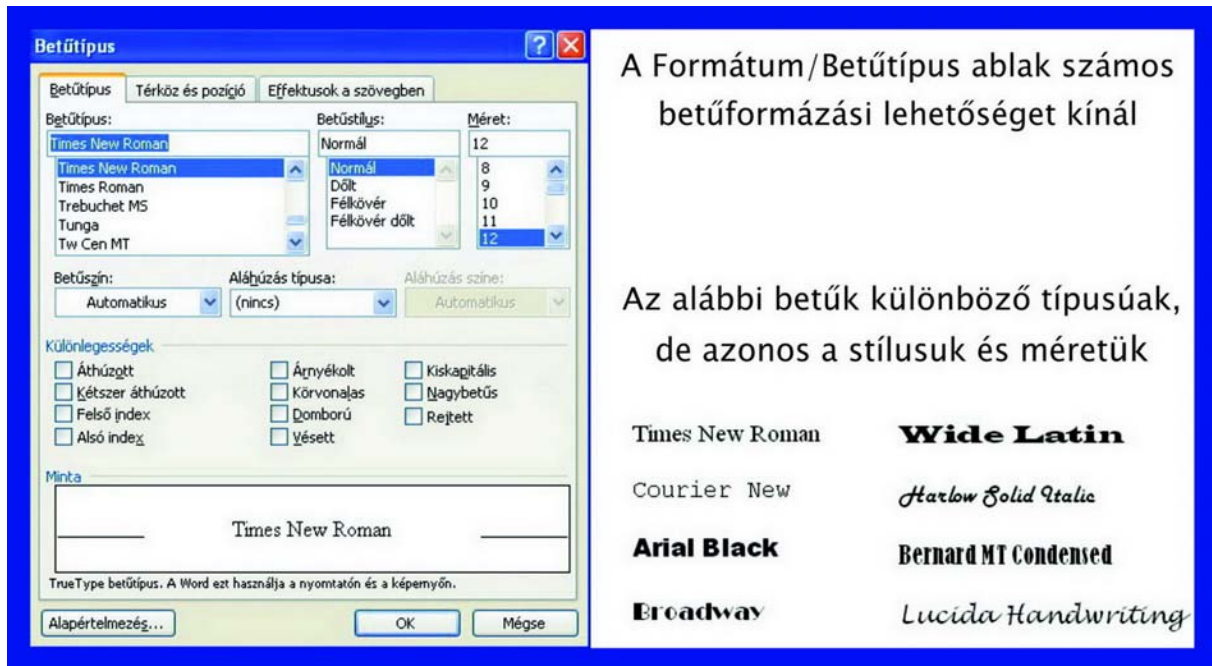 Betűtípus
Betűtípus Térköz és pozíció Effektusok a szövegben
Betűtípus: Betűstílus: Méret:
Times New Roman Normál 12
Times New Roman Normál 8
Times Roman Dőlt 9
Trebuchet MS Félkövér 10
Tunga Félkövér dőlt 11
Tw Cen MT 12
Betűszín: Aláhúzás típusa: Aláhúzás színe:
Automatikus (nincs) Automatikus
Különlegességek
Áthúzott Árnyékolt Kiskapitális
Kétszer áthúzott Körvonalas Nagybetűs
Felső index Domború Rejtett
Alsó index Vésett
Minta
Times New Roman
TrueType betűtípus. A Word ezt használja a nyomtatón és a képernyőn.
Alapértelmezés... OK Mégse
A Formátum/Betűtípus ablak számos
betűformázási lehetőséget kínál
Az alábbi betűk különböző típusúak,
de azonos a stílusuk és méretük
Times New Roman Wide Latin
Courier New Harlow Solid Italic
Arial Black Bernard MT Condensed
Broadway Lucida Handwriting